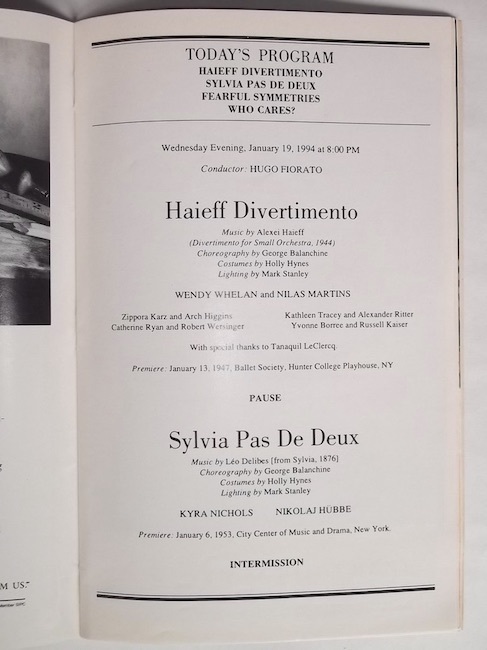 TODAY'S PROGRAM
HAIEFF DIVERTIMENTO
SYLVIA PAS DE DEUX
FEARFUL SYMMETRIES
WHO CARES?
Wednesday Evening, January 19, 1994 at 8:00 PM
Conductor: HUGO FIORATO
Haieff Divertimento
Music by Alexei Haieff
(Divertimento for Small Orchestra, 1944)
Choreography by George Balanchine
Costumes by Holly Hynes
Lighting by Mark Stanley
WENDY WHELAN and NILAS MARTINS
Zippora Karz and Arch Higgins Kathleen Tracey and Alexander Ritter
Catherine Ryan and Robert Wersinger Yvonne Borree and Russell Kaiser
With special thanks to Tanaquil LeClercq.
Premiere: January 13, 1947, Ballet Society, Hunter College Playhouse, NY
PAUSE
Sylvia Pas De Deux
Music by Léo Delibes [from Sylvia, 1876]
Choreography by George Balanchine
Costumes by Holly Hynes
Lighting by Mark Stanley
KYRA NICHOLS NIKOLAJ HÜBBE
Premiere: January 6, 1953, City Center of Music and Drama, New York.
INTERMISSION
M US."